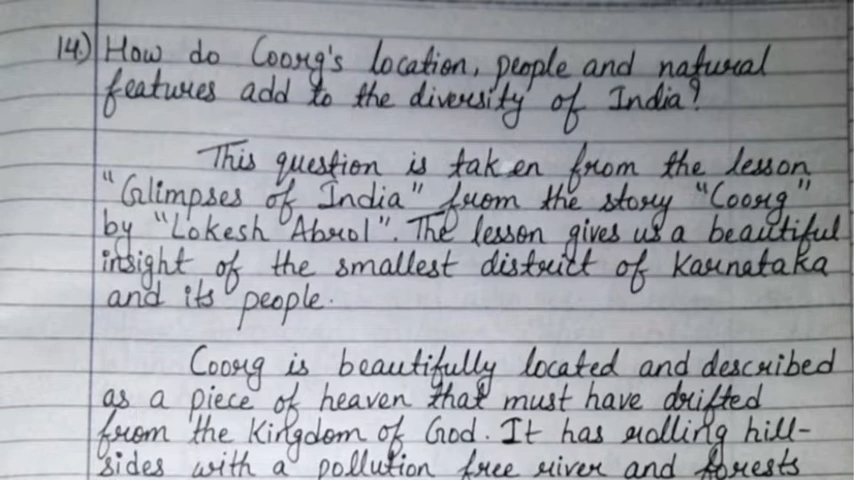 14.) How do Coorg's location, people and natural
features add to the diversity of India?
This question is taken from the lesson
"Glimpses of India" from the story "Coorg"
by "Lokesh Abrol". The lesson gives us a beautiful
insight of the smallest district of Karnataka
and its people.
Coorg is beautifully located and described
as a piece of heaven that must have drifted
from the Kingdom of God. It has rolling hill-
sides with a pollution free river and forests